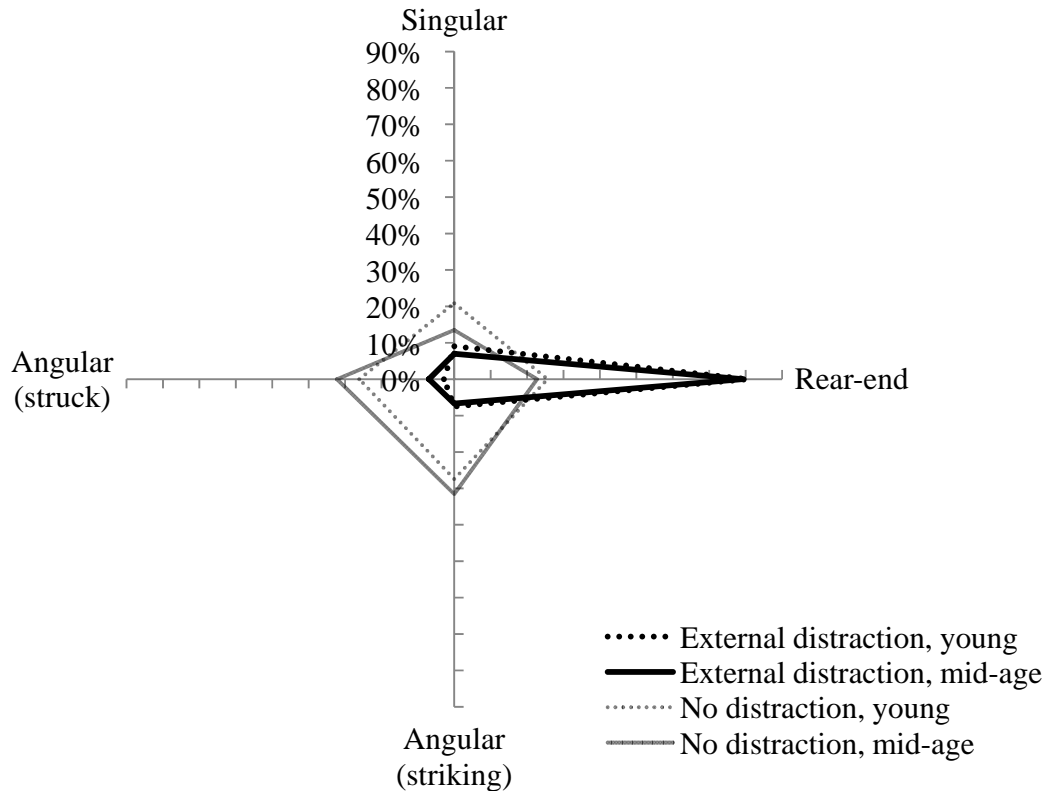 Singular
90%
80%
70%
60%
50%
40%
30%
20%
10%
0%
Angular
(struck)
Rear-end
Angular
(striking)
External distraction, young
External distraction, mid-age
No distraction, young
No distraction, mid-age